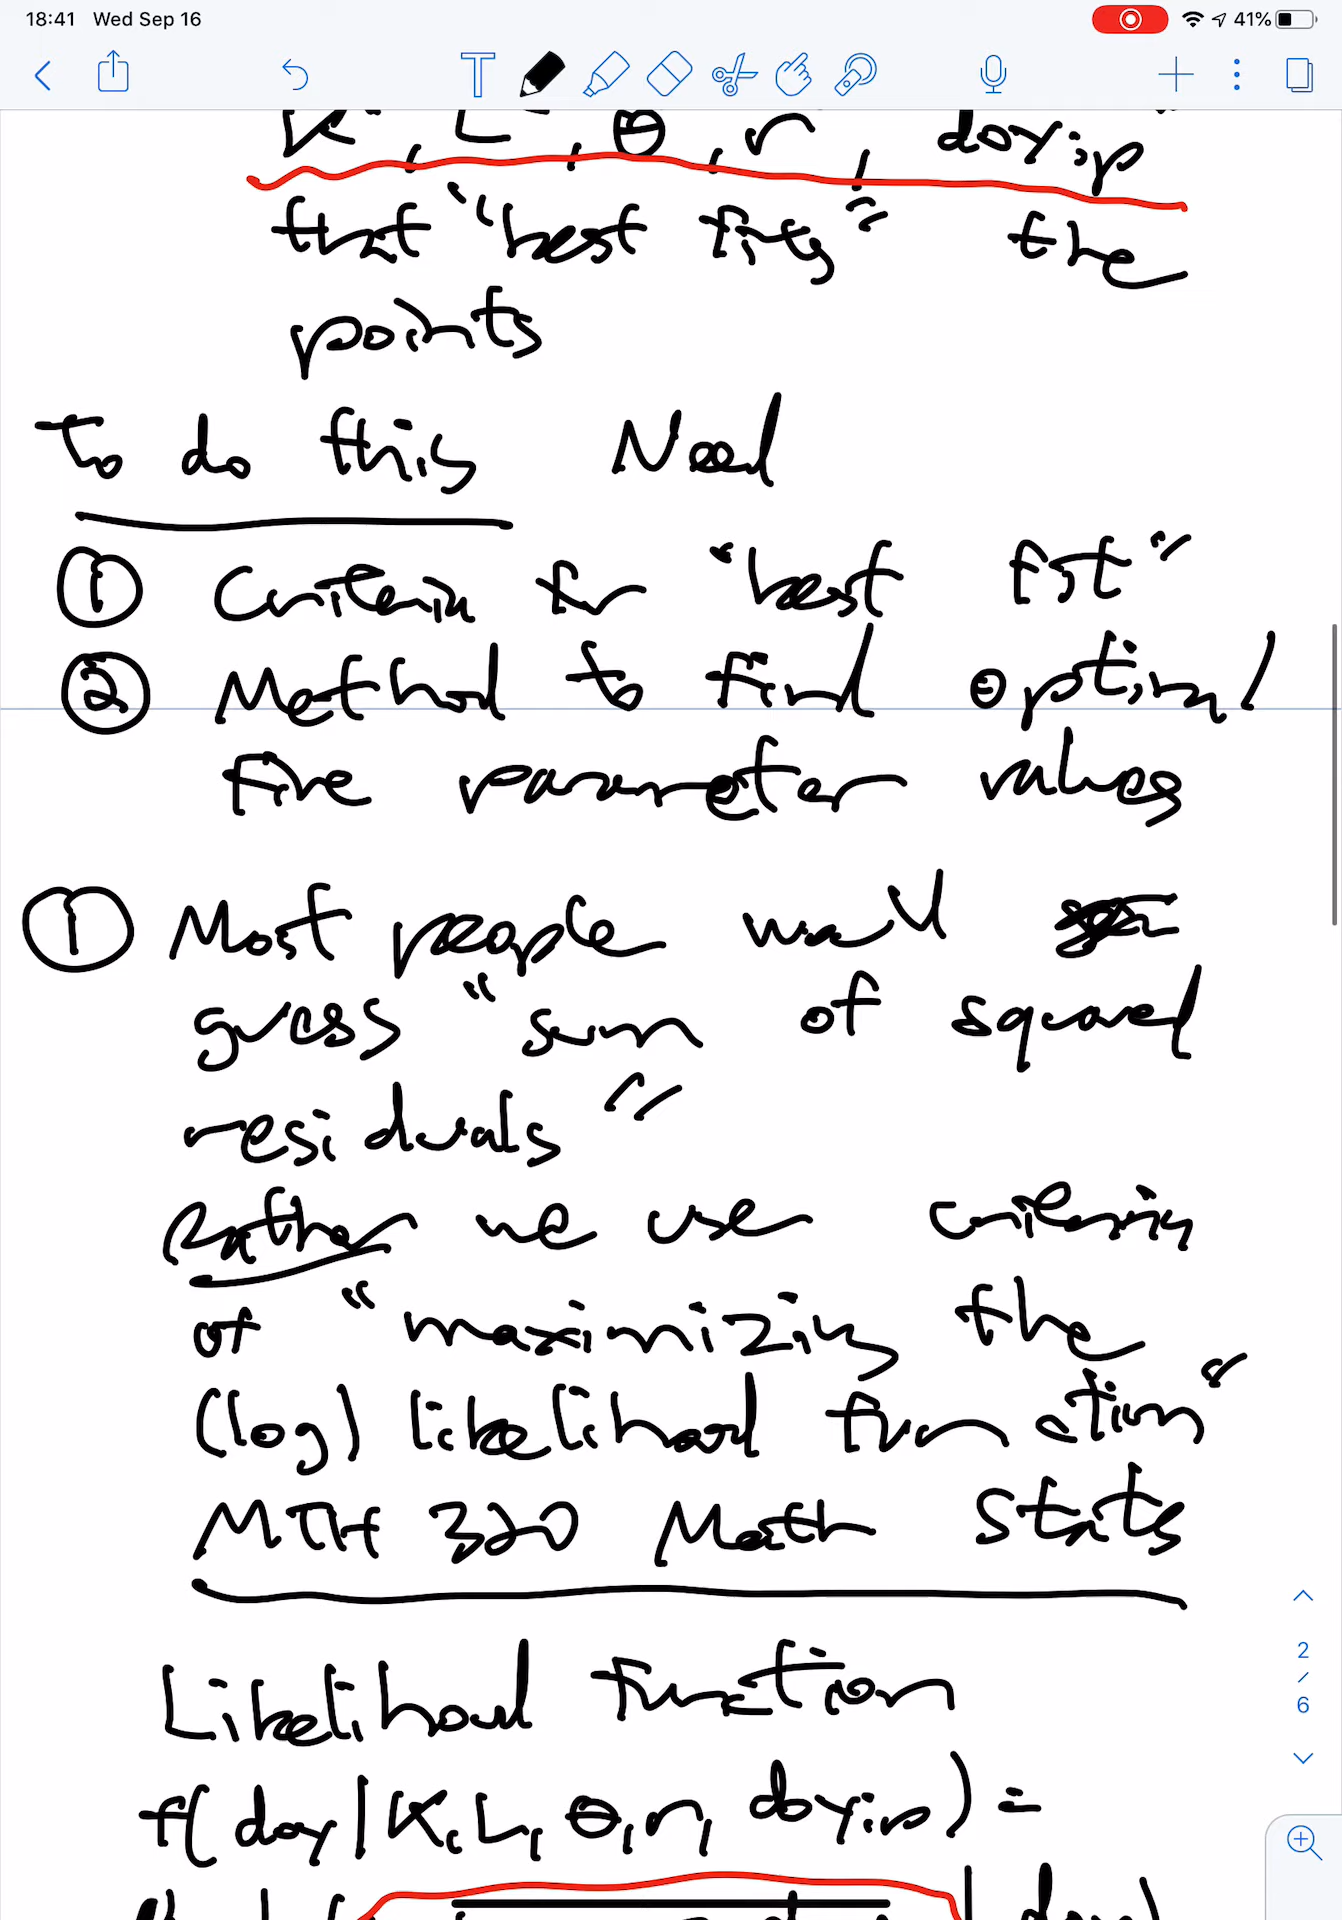 18:41 Wed Sep 16 41%
K, L, θ, r, doy.ip
that "best fits" the
points
To do this Need
① Criteria for "best fit"
② Method to find optimal
five parameter values
① Most people would
guess "sum of squared
residuals"
Rather we use criteria
of "maximizing the
(log) likelihood function"
MTH 320 Math Stats
Likelihood function
f(doy | K, L, θ, r, doy.ip) =
2
/
6